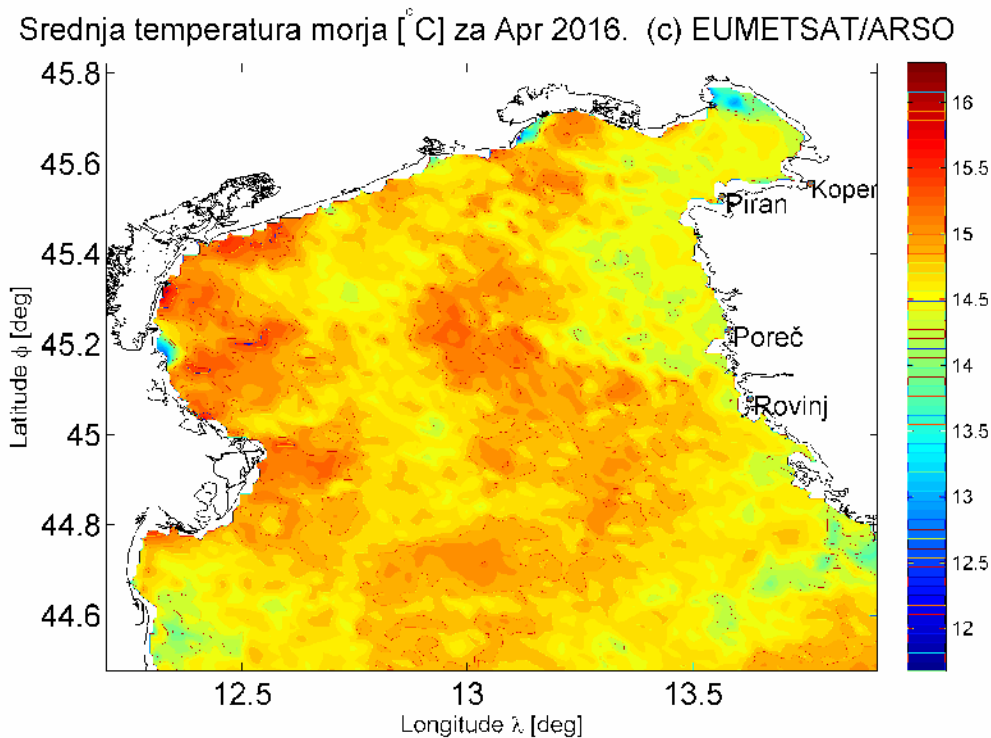 Srednja temperatura morja [°C] za Apr 2016.  (c) EUMETSAT/ARSO
45.8
45.6
45.4
45.2
45
44.8
44.6
Latitude ϕ [deg]
12.5
13
13.5
Longitude λ [deg]
Koper
Piran
Poreč
Rovinj
16
15.5
15
14.5
14
13.5
13
12.5
12